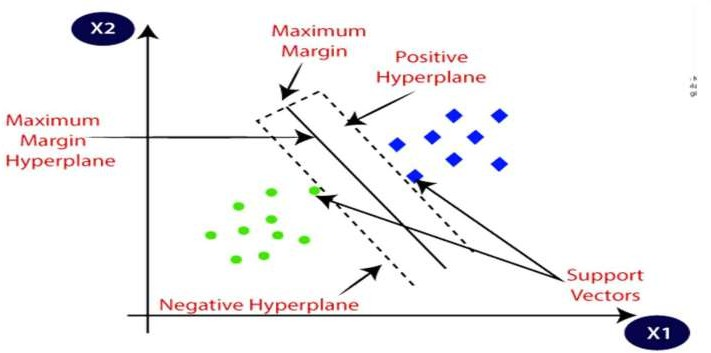 X2
Maximum
Margin
Positive
Hyperplane
Maximum
Margin
Hyperplane
Support
Vectors
Negative Hyperplane
X1